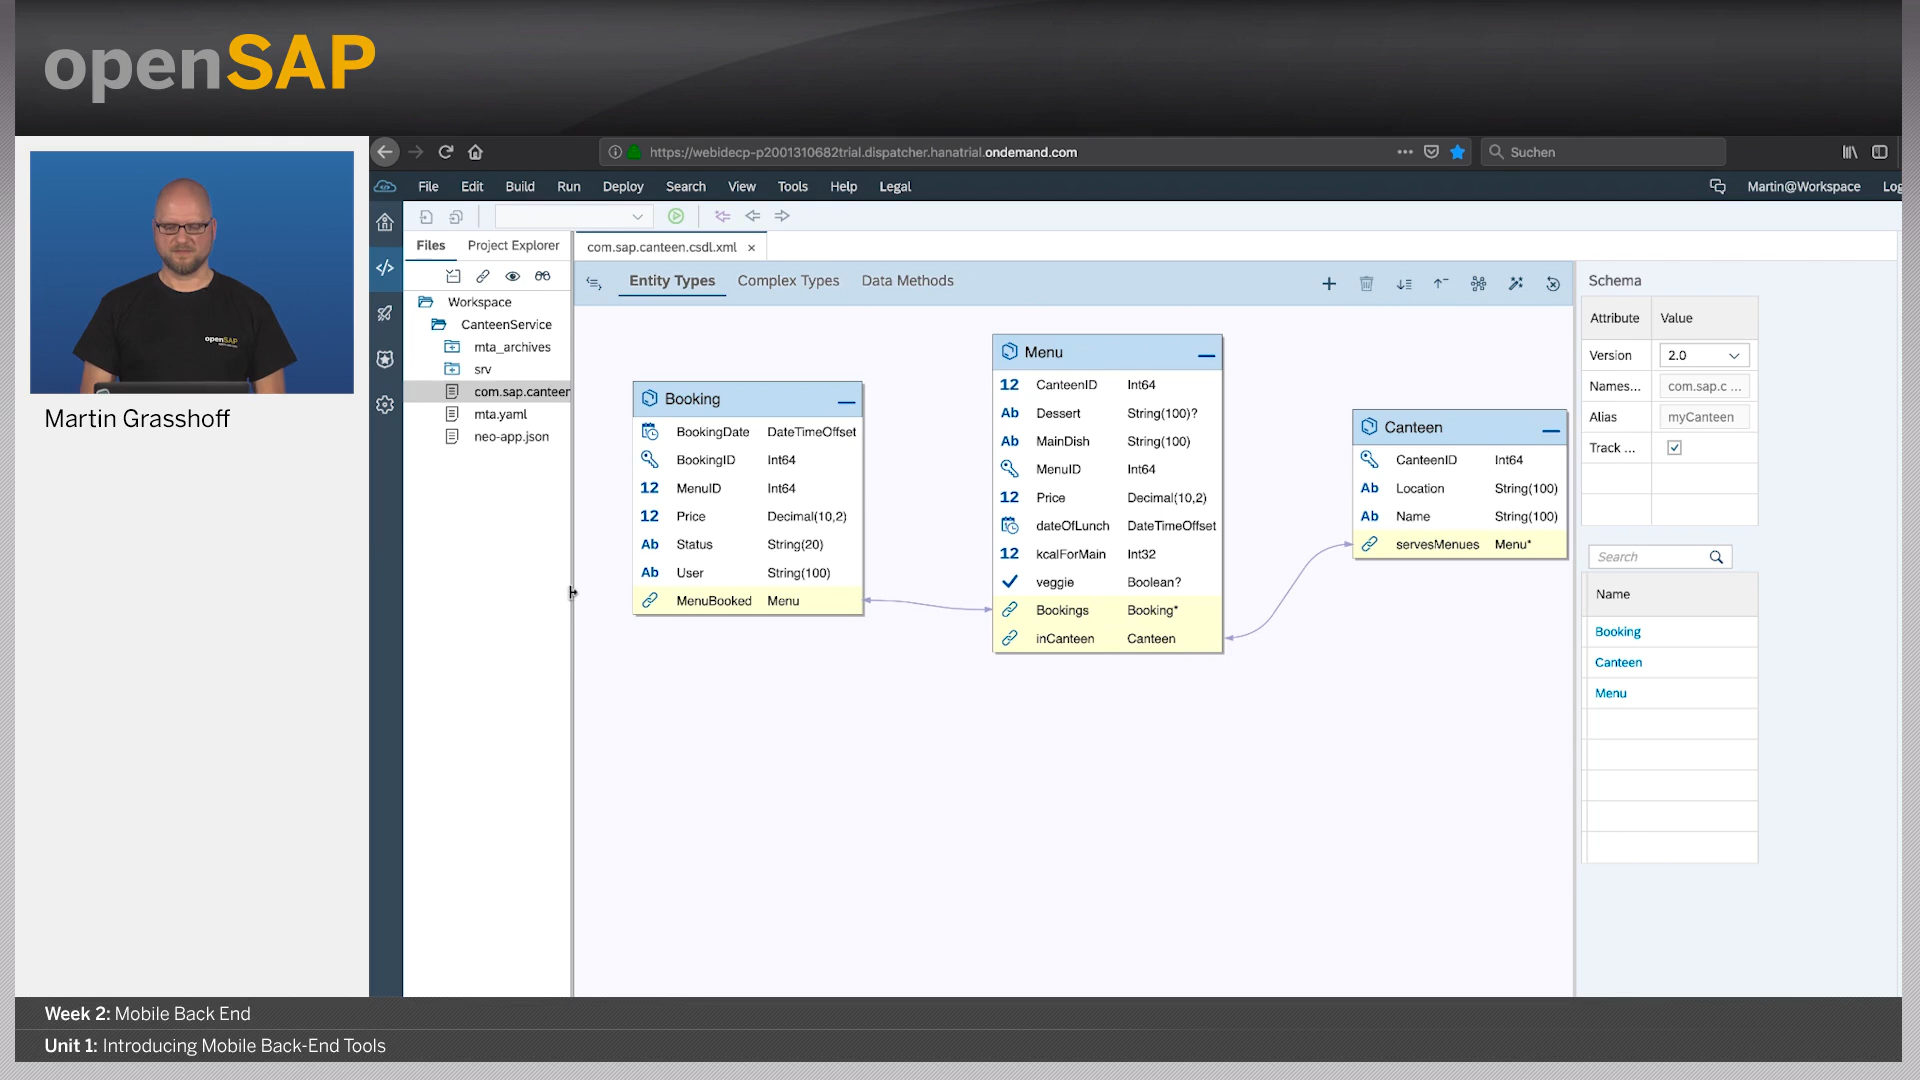 openSAP
openSAP
Martin Grasshoff
https://webidecp-p2001310682trial.dispatcher.hanatrial.ondemand.com
Suchen
File Edit Build Run Deploy Search View Tools Help Legal
Martin@Workspace
Log
Files Project Explorer
Workspace
CanteenService
mta_archives
srv
com.sap.canteen
mta.yaml
neo-app.json
com.sap.canteen.csdl.xml ×
Entity Types Complex Types Data Methods
Booking
BookingDate DateTimeOffset
BookingID Int64
12 MenuID Int64
12 Price Decimal(10,2)
Ab Status String(20)
Ab User String(100)
MenuBooked Menu
Menu
12 CanteenID Int64
Ab Dessert String(100)?
Ab MainDish String(100)
MenuID Int64
12 Price Decimal(10,2)
dateOfLunch DateTimeOffset
12 kcalForMain Int32
veggie Boolean?
Bookings Booking*
inCanteen Canteen
Canteen
CanteenID Int64
Ab Location String(100)
Ab Name String(100)
servesMenues Menu*
Schema
Attribute Value
Version 2.0
Names... com.sap.c ...
Alias myCanteen
Track ...
Search
Name
Booking
Canteen
Menu
Week 2: Mobile Back End
Unit 1: Introducing Mobile Back-End Tools